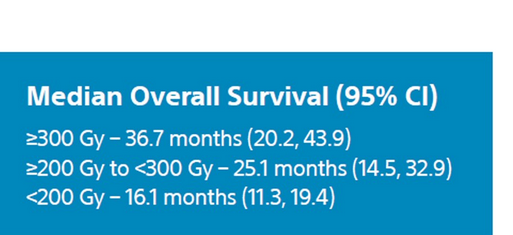 Median Overall Survival (95% CI)
≥300 Gy – 36.7 months (20.2, 43.9)
≥200 Gy to <300 Gy – 25.1 months (14.5, 32.9)
<200 Gy – 16.1 months (11.3, 19.4)